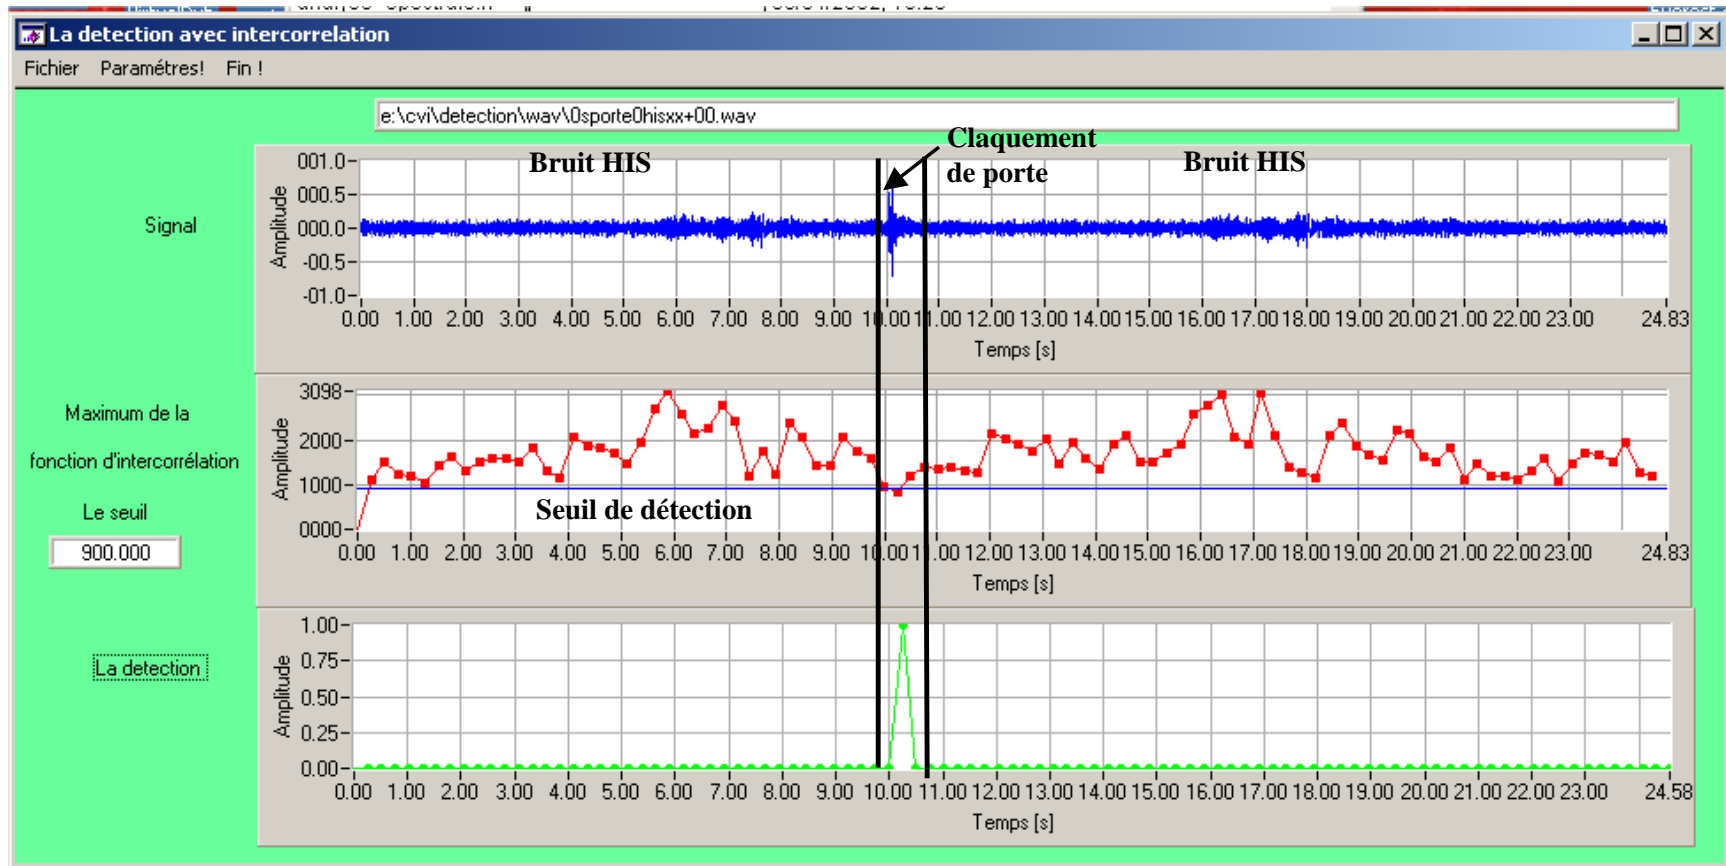 La detection avec intercorrelation
Fichier Paramétres! Fin !
e:\cvi\detection\wav\0sporte0hisxx+00.wav
Bruit HIS
Claquement
de porte
Bruit HIS
Signal
Amplitude
001.0
000.5
000.0
-00.5
-01.0
0.00 1.00 2.00 3.00 4.00 5.00 6.00 7.00 8.00 9.00 10.00 11.00 12.00 13.00 14.00 15.00 16.00 17.00 18.00 19.00 20.00 21.00 22.00 23.00 24.83
Temps [s]
Maximum de la
fonction d'intercorrélation
Le seuil
900.000
Amplitude
3098
2000
1000
0000
Seuil de détection
0.00 1.00 2.00 3.00 4.00 5.00 6.00 7.00 8.00 9.00 10.00 11.00 12.00 13.00 14.00 15.00 16.00 17.00 18.00 19.00 20.00 21.00 22.00 23.00 24.83
Temps [s]
La detection
Amplitude
1.00
0.75
0.50
0.25
0.00
0.00 1.00 2.00 3.00 4.00 5.00 6.00 7.00 8.00 9.00 10.00 11.00 12.00 13.00 14.00 15.00 16.00 17.00 18.00 19.00 20.00 21.00 22.00 23.00 24.58
Temps [s]